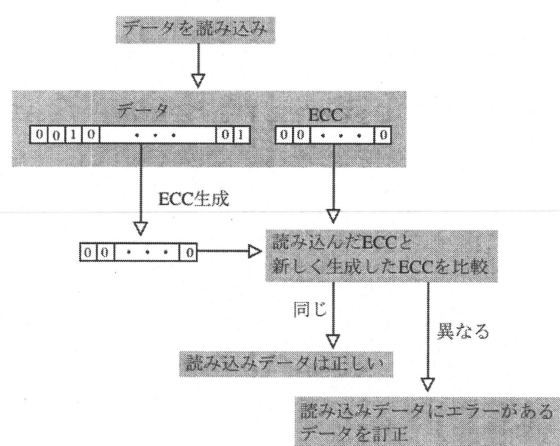 データを読み込み
データ
ECC
0 0 1 0 ・ ・ ・ 0 1
0 0 ・ ・ ・ 0
ECC生成
0 0 ・ ・ ・ 0
読み込んだECCと
新しく生成したECCを比較
同じ
異なる
読み込みデータは正しい
読み込みデータにエラーがある
データを訂正